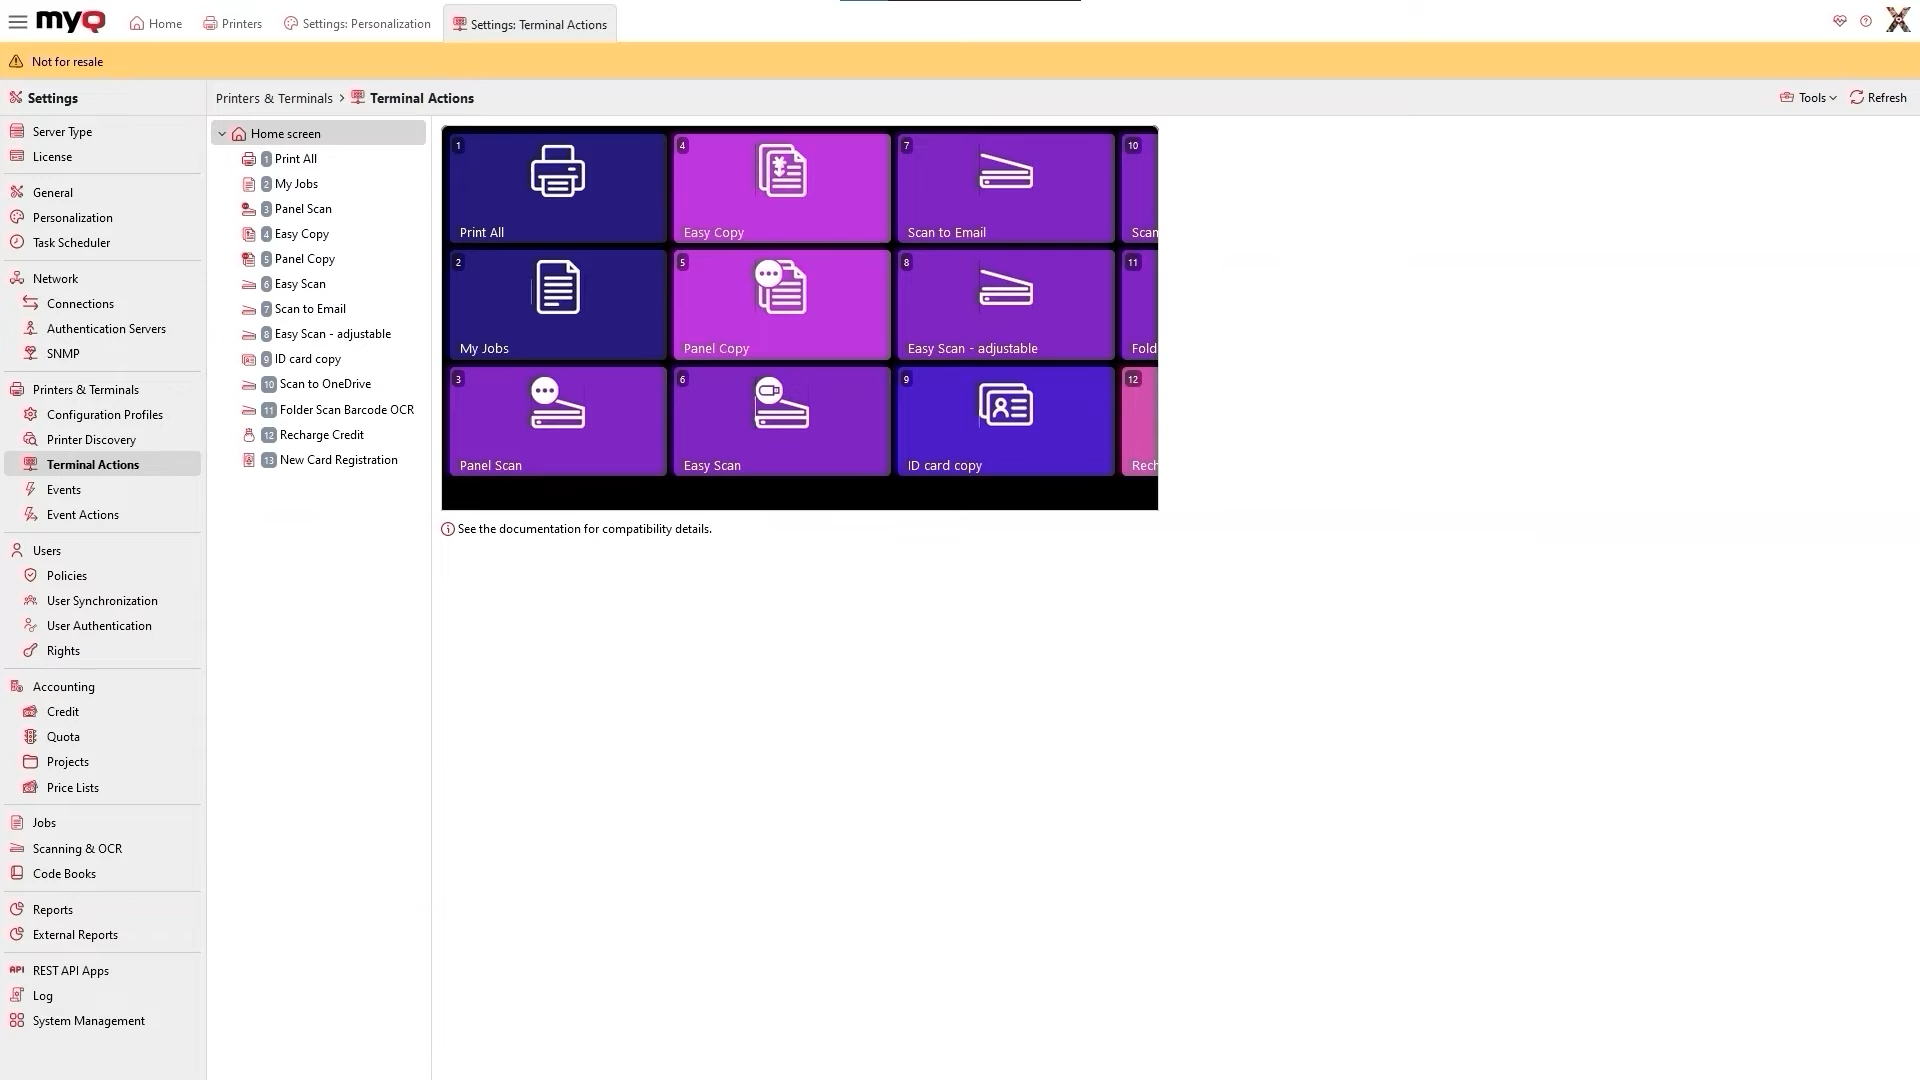 myQ
Home
Printers
Settings: Personalization
Settings: Terminal Actions
Not for resale
Settings
Printers & Terminals > Terminal Actions
Tools
Refresh
Server Type
License
General
Personalization
Task Scheduler
Network
Connections
Authentication Servers
SNMP
Printers & Terminals
Configuration Profiles
Printer Discovery
Terminal Actions
Events
Event Actions
Users
Policies
User Synchronization
User Authentication
Rights
Accounting
Credit
Quota
Projects
Price Lists
Jobs
Scanning & OCR
Code Books
Reports
External Reports
API REST API Apps
Log
System Management
Home screen
1 Print All
2 My Jobs
3 Panel Scan
4 Easy Copy
5 Panel Copy
6 Easy Scan
7 Scan to Email
8 Easy Scan - adjustable
9 ID card copy
10 Scan to OneDrive
11 Folder Scan Barcode OCR
12 Recharge Credit
13 New Card Registration
1
Print All
4
Easy Copy
7
Scan to Email
10
Scan
2
My Jobs
5
Panel Copy
8
Easy Scan - adjustable
11
Fold
3
Panel Scan
6
Easy Scan
9
ID card copy
12
Rech
See the documentation for compatibility details.